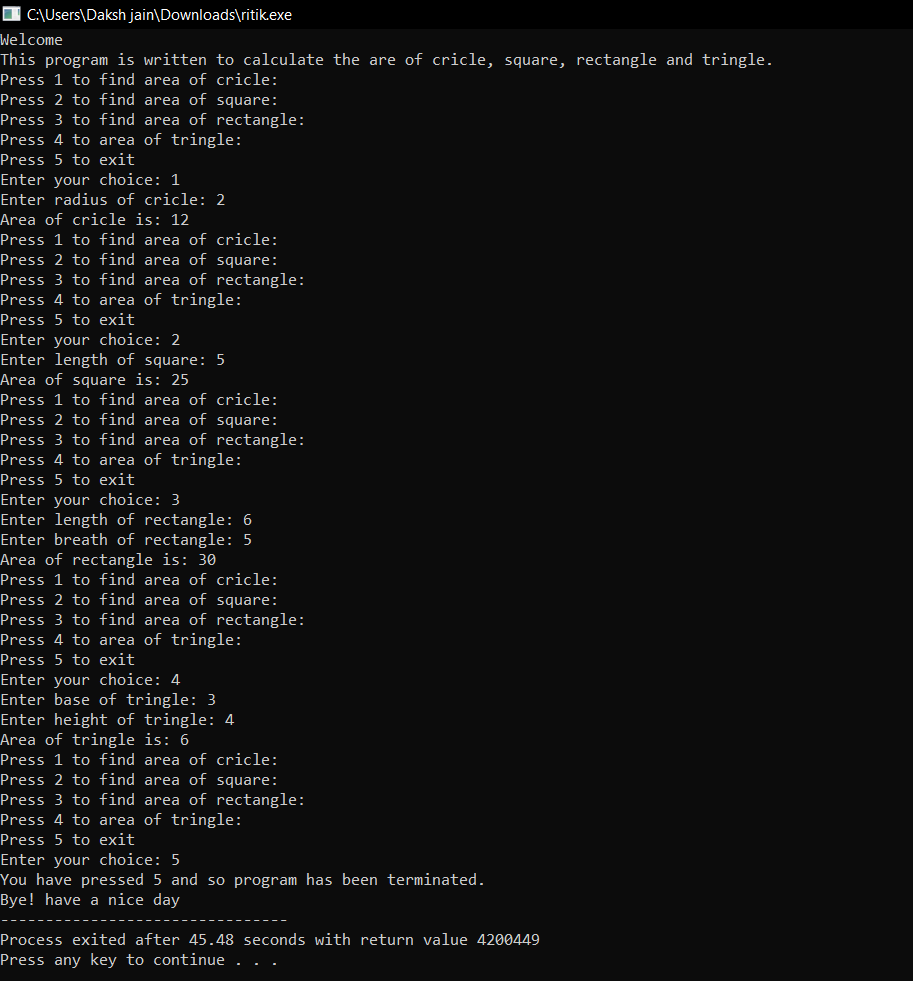 C:\Users\Daksh jain\Downloads\ritik.exe
Welcome
This program is written to calculate the are of cricle, square, rectangle and tringle.
Press 1 to find area of cricle:
Press 2 to find area of square:
Press 3 to find area of rectangle:
Press 4 to area of tringle:
Press 5 to exit
Enter your choice: 1
Enter radius of cricle: 2
Area of cricle is: 12
Press 1 to find area of cricle:
Press 2 to find area of square:
Press 3 to find area of rectangle:
Press 4 to area of tringle:
Press 5 to exit
Enter your choice: 2
Enter length of square: 5
Area of square is: 25
Press 1 to find area of cricle:
Press 2 to find area of square:
Press 3 to find area of rectangle:
Press 4 to area of tringle:
Press 5 to exit
Enter your choice: 3
Enter length of rectangle: 6
Enter breath of rectangle: 5
Area of rectangle is: 30
Press 1 to find area of cricle:
Press 2 to find area of square:
Press 3 to find area of rectangle:
Press 4 to area of tringle:
Press 5 to exit
Enter your choice: 4
Enter base of tringle: 3
Enter height of tringle: 4
Area of tringle is: 6
Press 1 to find area of cricle:
Press 2 to find area of square:
Press 3 to find area of rectangle:
Press 4 to area of tringle:
Press 5 to exit
Enter your choice: 5
You have pressed 5 and so program has been terminated.
Bye! have a nice day
--------------------------------
Process exited after 45.48 seconds with return value 4200449
Press any key to continue . . .